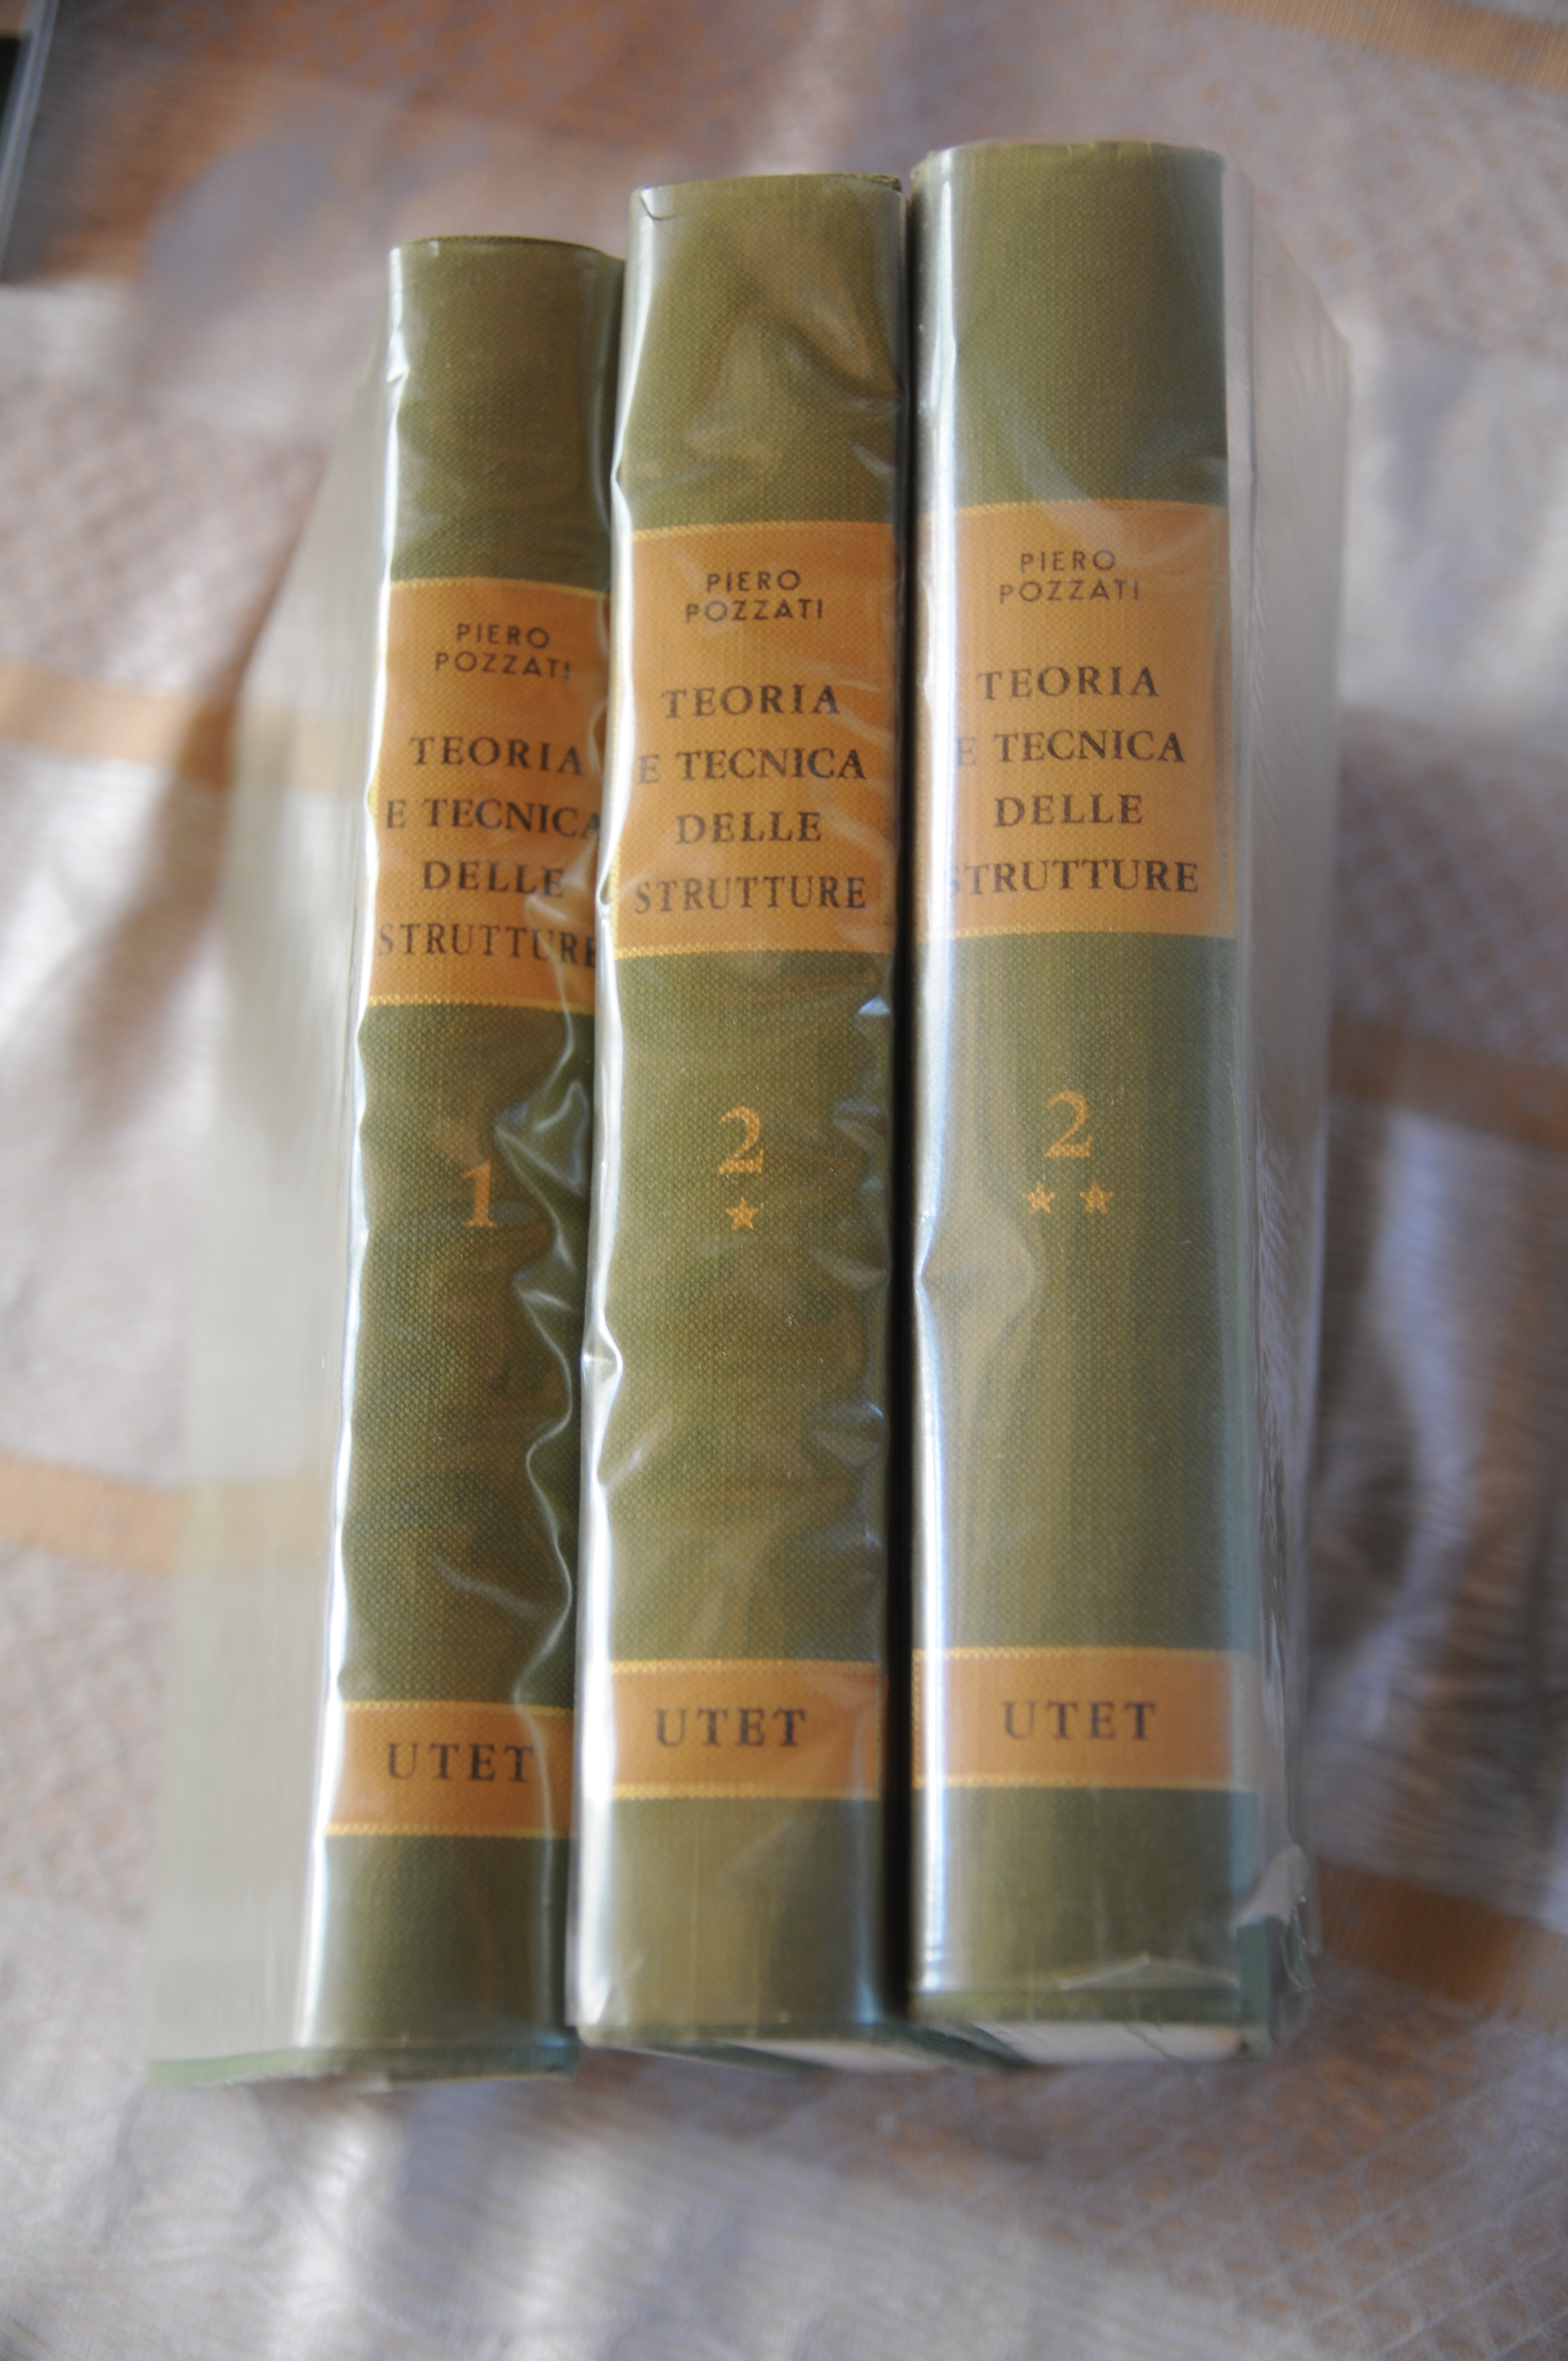 PIERO
POZZATI
TEORIA
E TECNICA
DELLE
STRUTTURE
1
UTET
PIERO
POZZATI
TEORIA
E TECNICA
DELLE
STRUTTURE
2
★
UTET
PIERO
POZZATI
TEORIA
E TECNICA
DELLE
STRUTTURE
2
★ ★
UTET